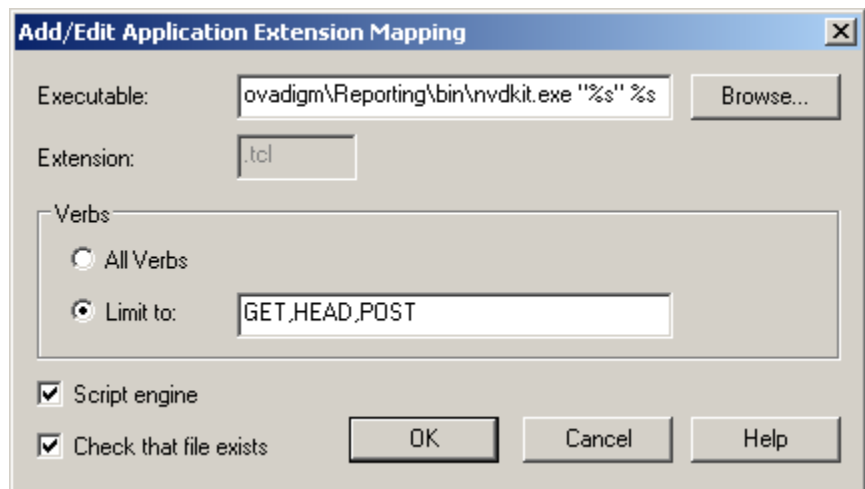 Add/Edit Application Extension Mapping
Executable: ovadigm\Reporting\bin\nvdkit.exe "%s" %s Browse...
Extension: .tcl
Verbs
All Verbs
Limit to: GET,HEAD,POST
Script engine
Check that file exists OK Cancel Help